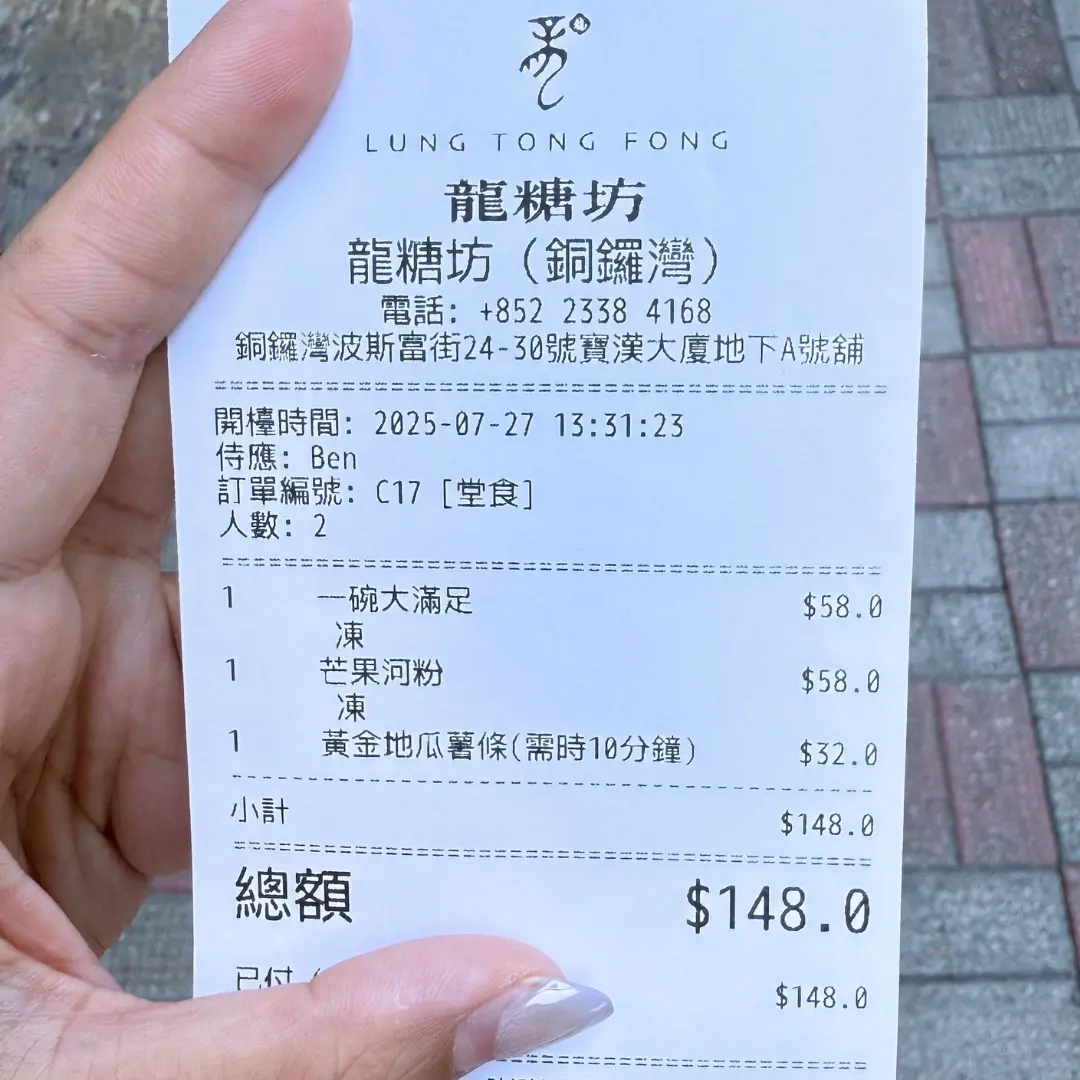 LUNG TONG FONG
龍糖坊
龍糖坊 (銅鑼灣)
電話: +852 2338 4168
銅鑼灣波斯富街24-30號寶漢大廈地下A號舖
開檯時間: 2025-07-27 13:31:23
侍應: Ben
訂單編號: C17 [堂食]
人數: 2
1 一碗大滿足 $58.0
凍
1 芒果河粉 $58.0
凍
1 黃金地瓜薯條(需時10分鐘) $32.0
小計 $148.0
總額 $148.0
已付 $148.0